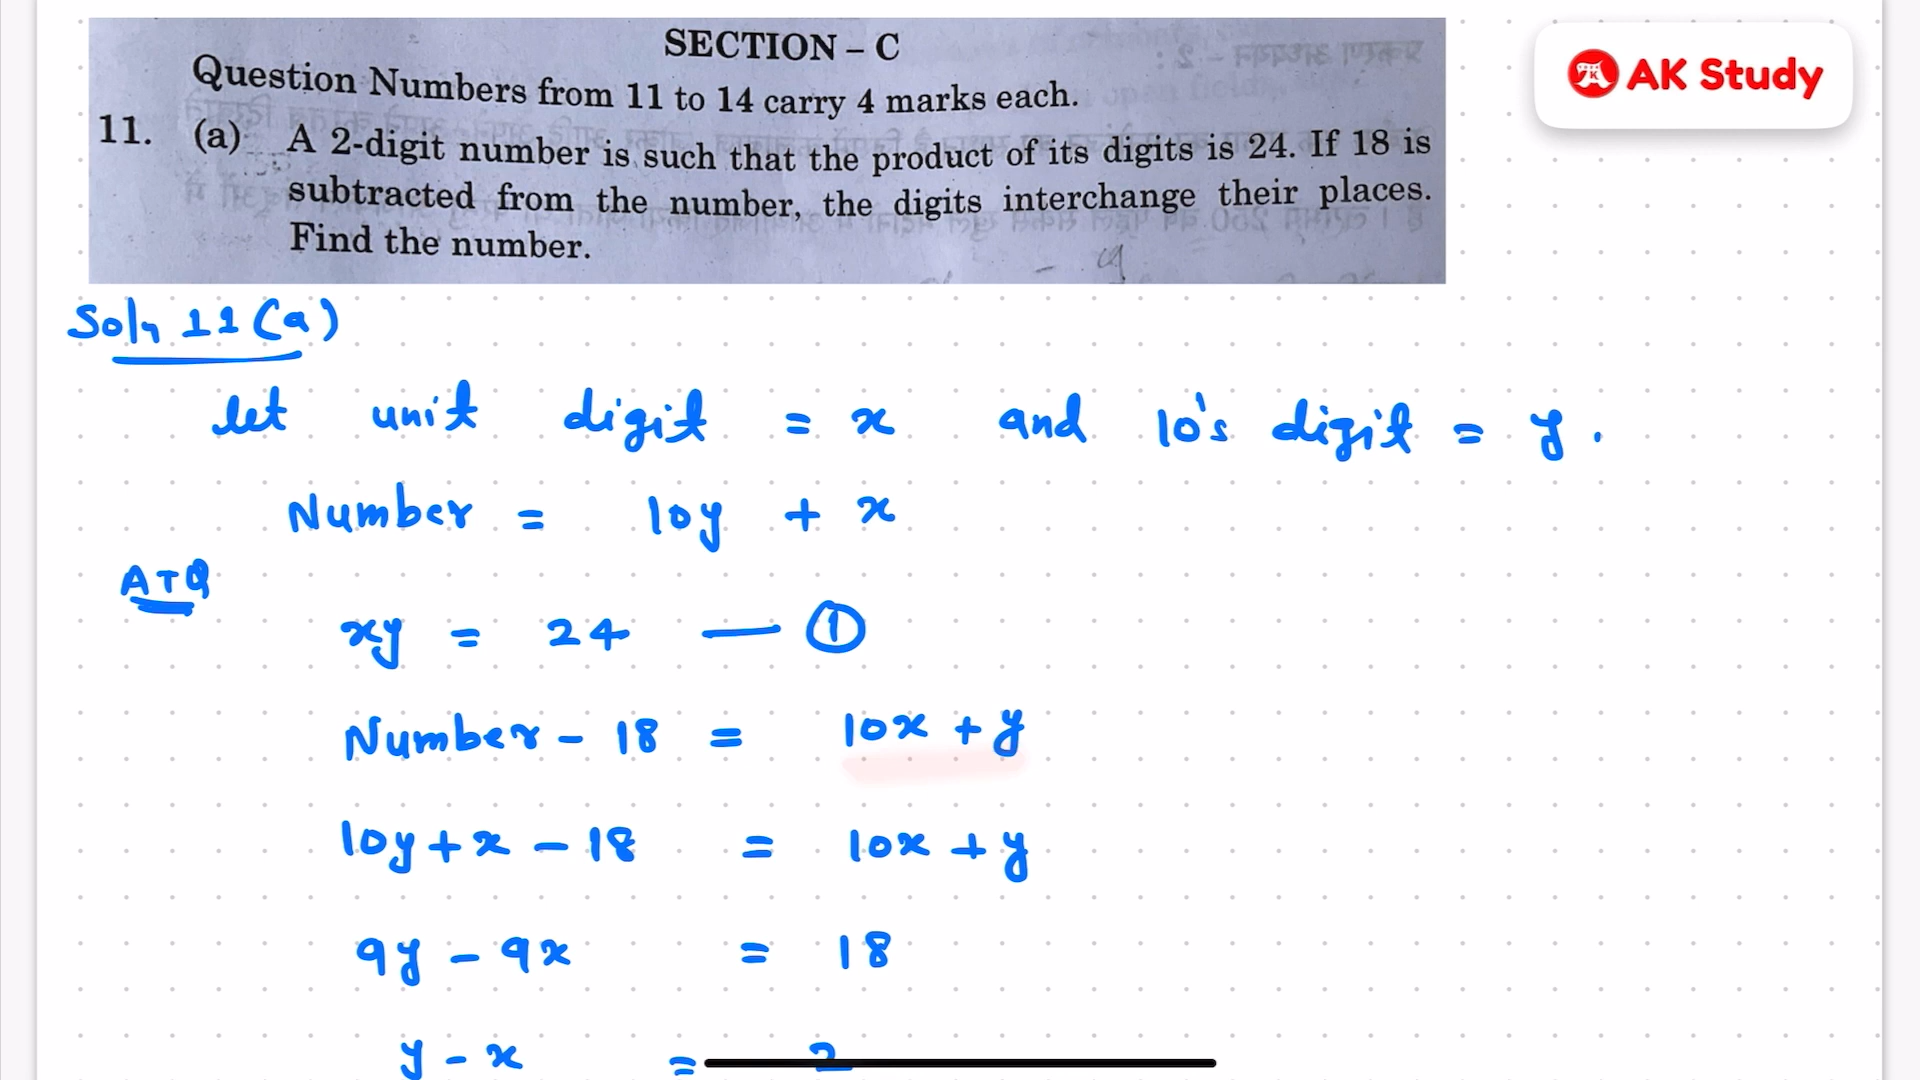 SECTION – C
AK Study
Question Numbers from 11 to 14 carry 4 marks each.
11. (a) A 2-digit number is such that the product of its digits is 24. If 18 is
subtracted from the number, the digits interchange their places.
Find the number.
Soln 11 (a)
let unit digit = x and 10's digit = y.
Number = 10y + x
ATQ
xy = 24 — ①
Number - 18 = 10x + y
10y + x - 18 = 10x + y
9y - 9x = 18
y - x = 2